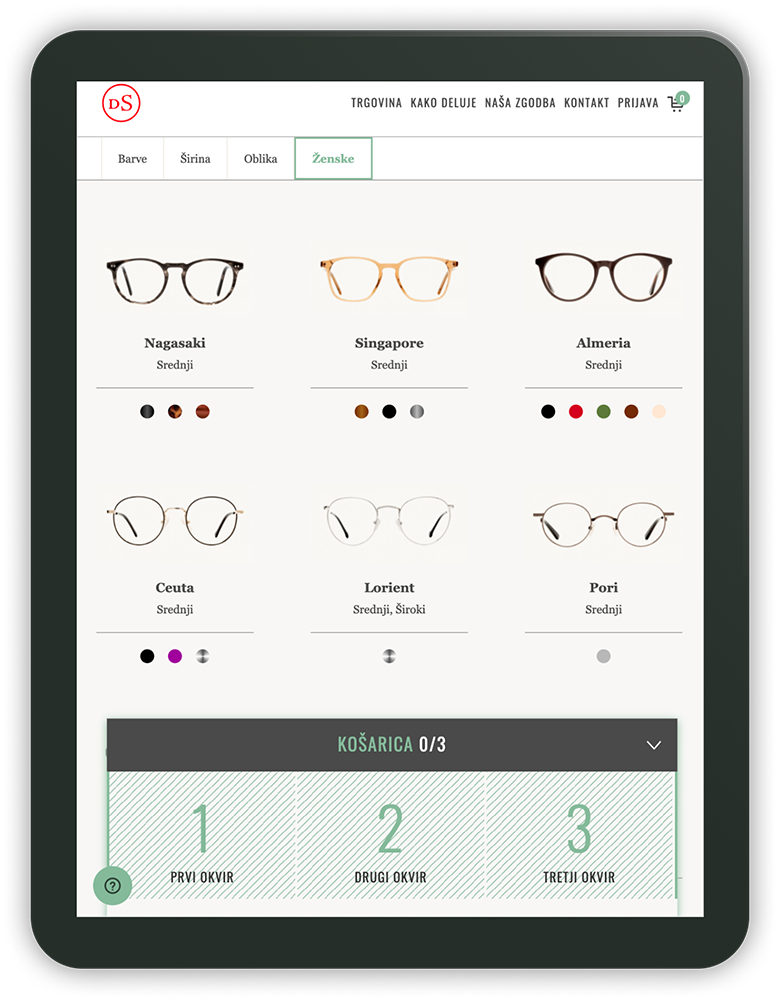 DS
TRGOVINA KAKO DELUJE NAŠA ZGODBA KONTAKT PRIJAVA 0
Barve Širina Oblika Ženske
Nagasaki Singapore Almeria
Srednji Srednji Srednji
Ceuta Lorient Pori
Srednji Srednji, Široki Srednji
KOŠARICA 0/3
1 2 3
PRVI OKVIR DRUGI OKVIR TRETJI OKVIR
?